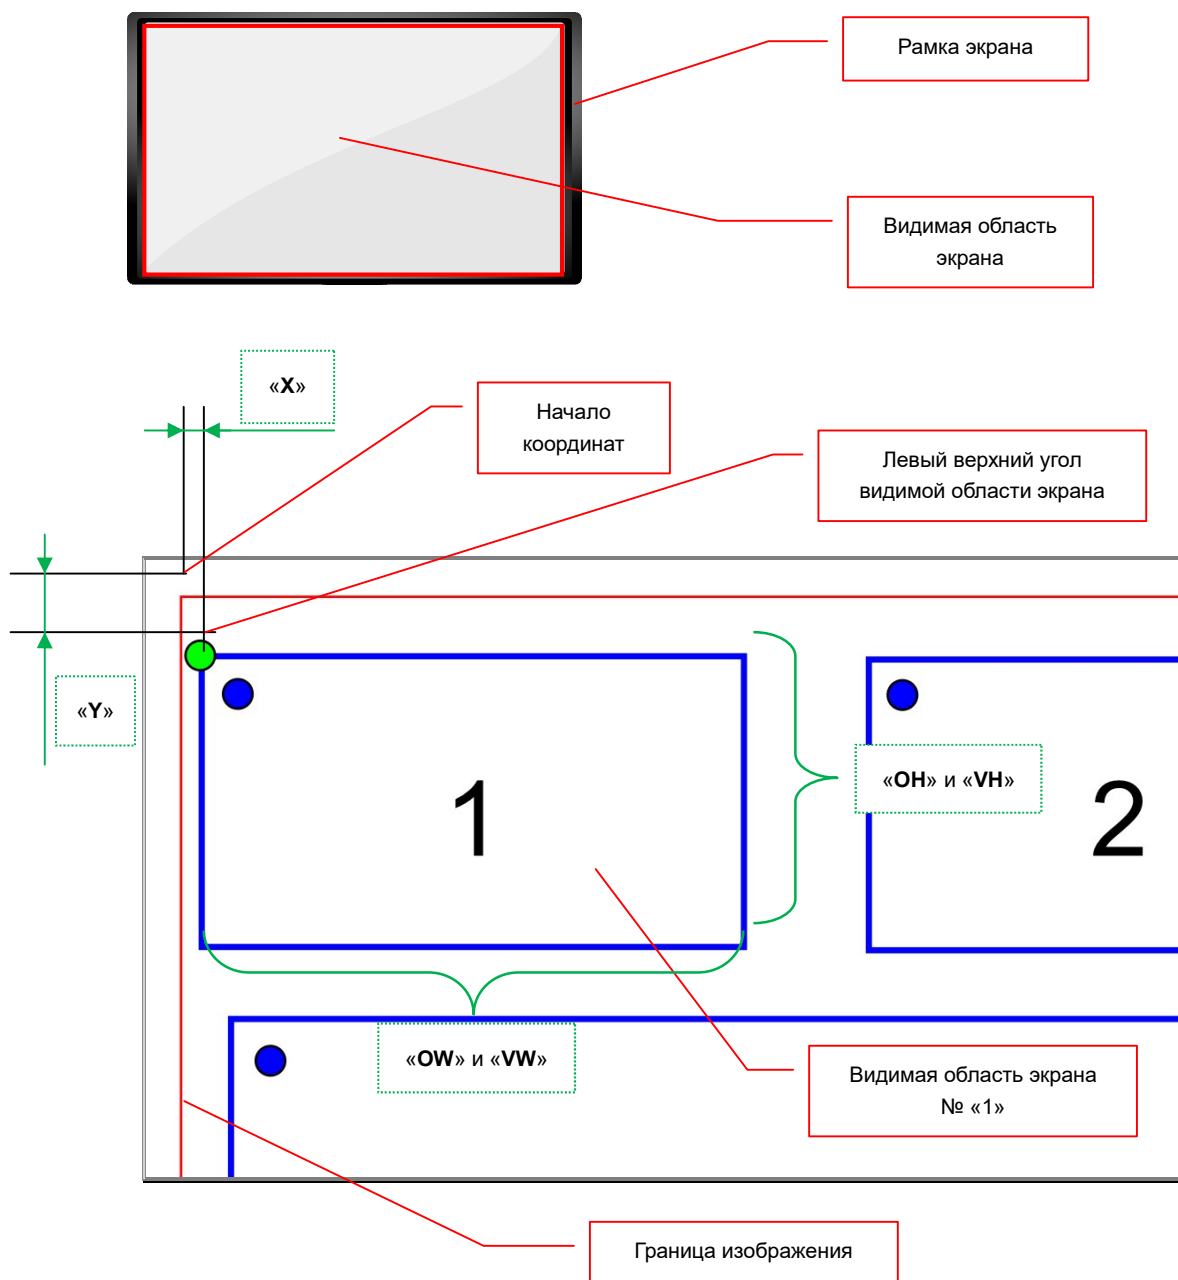 Рамка экрана
Видимая область
экрана
«X»
Начало
координат
Левый верхний угол
видимой области экрана
«Y»
«OH» и «VH»
1
2
«OW» и «VW»
Видимая область экрана
№ «1»
Граница изображения